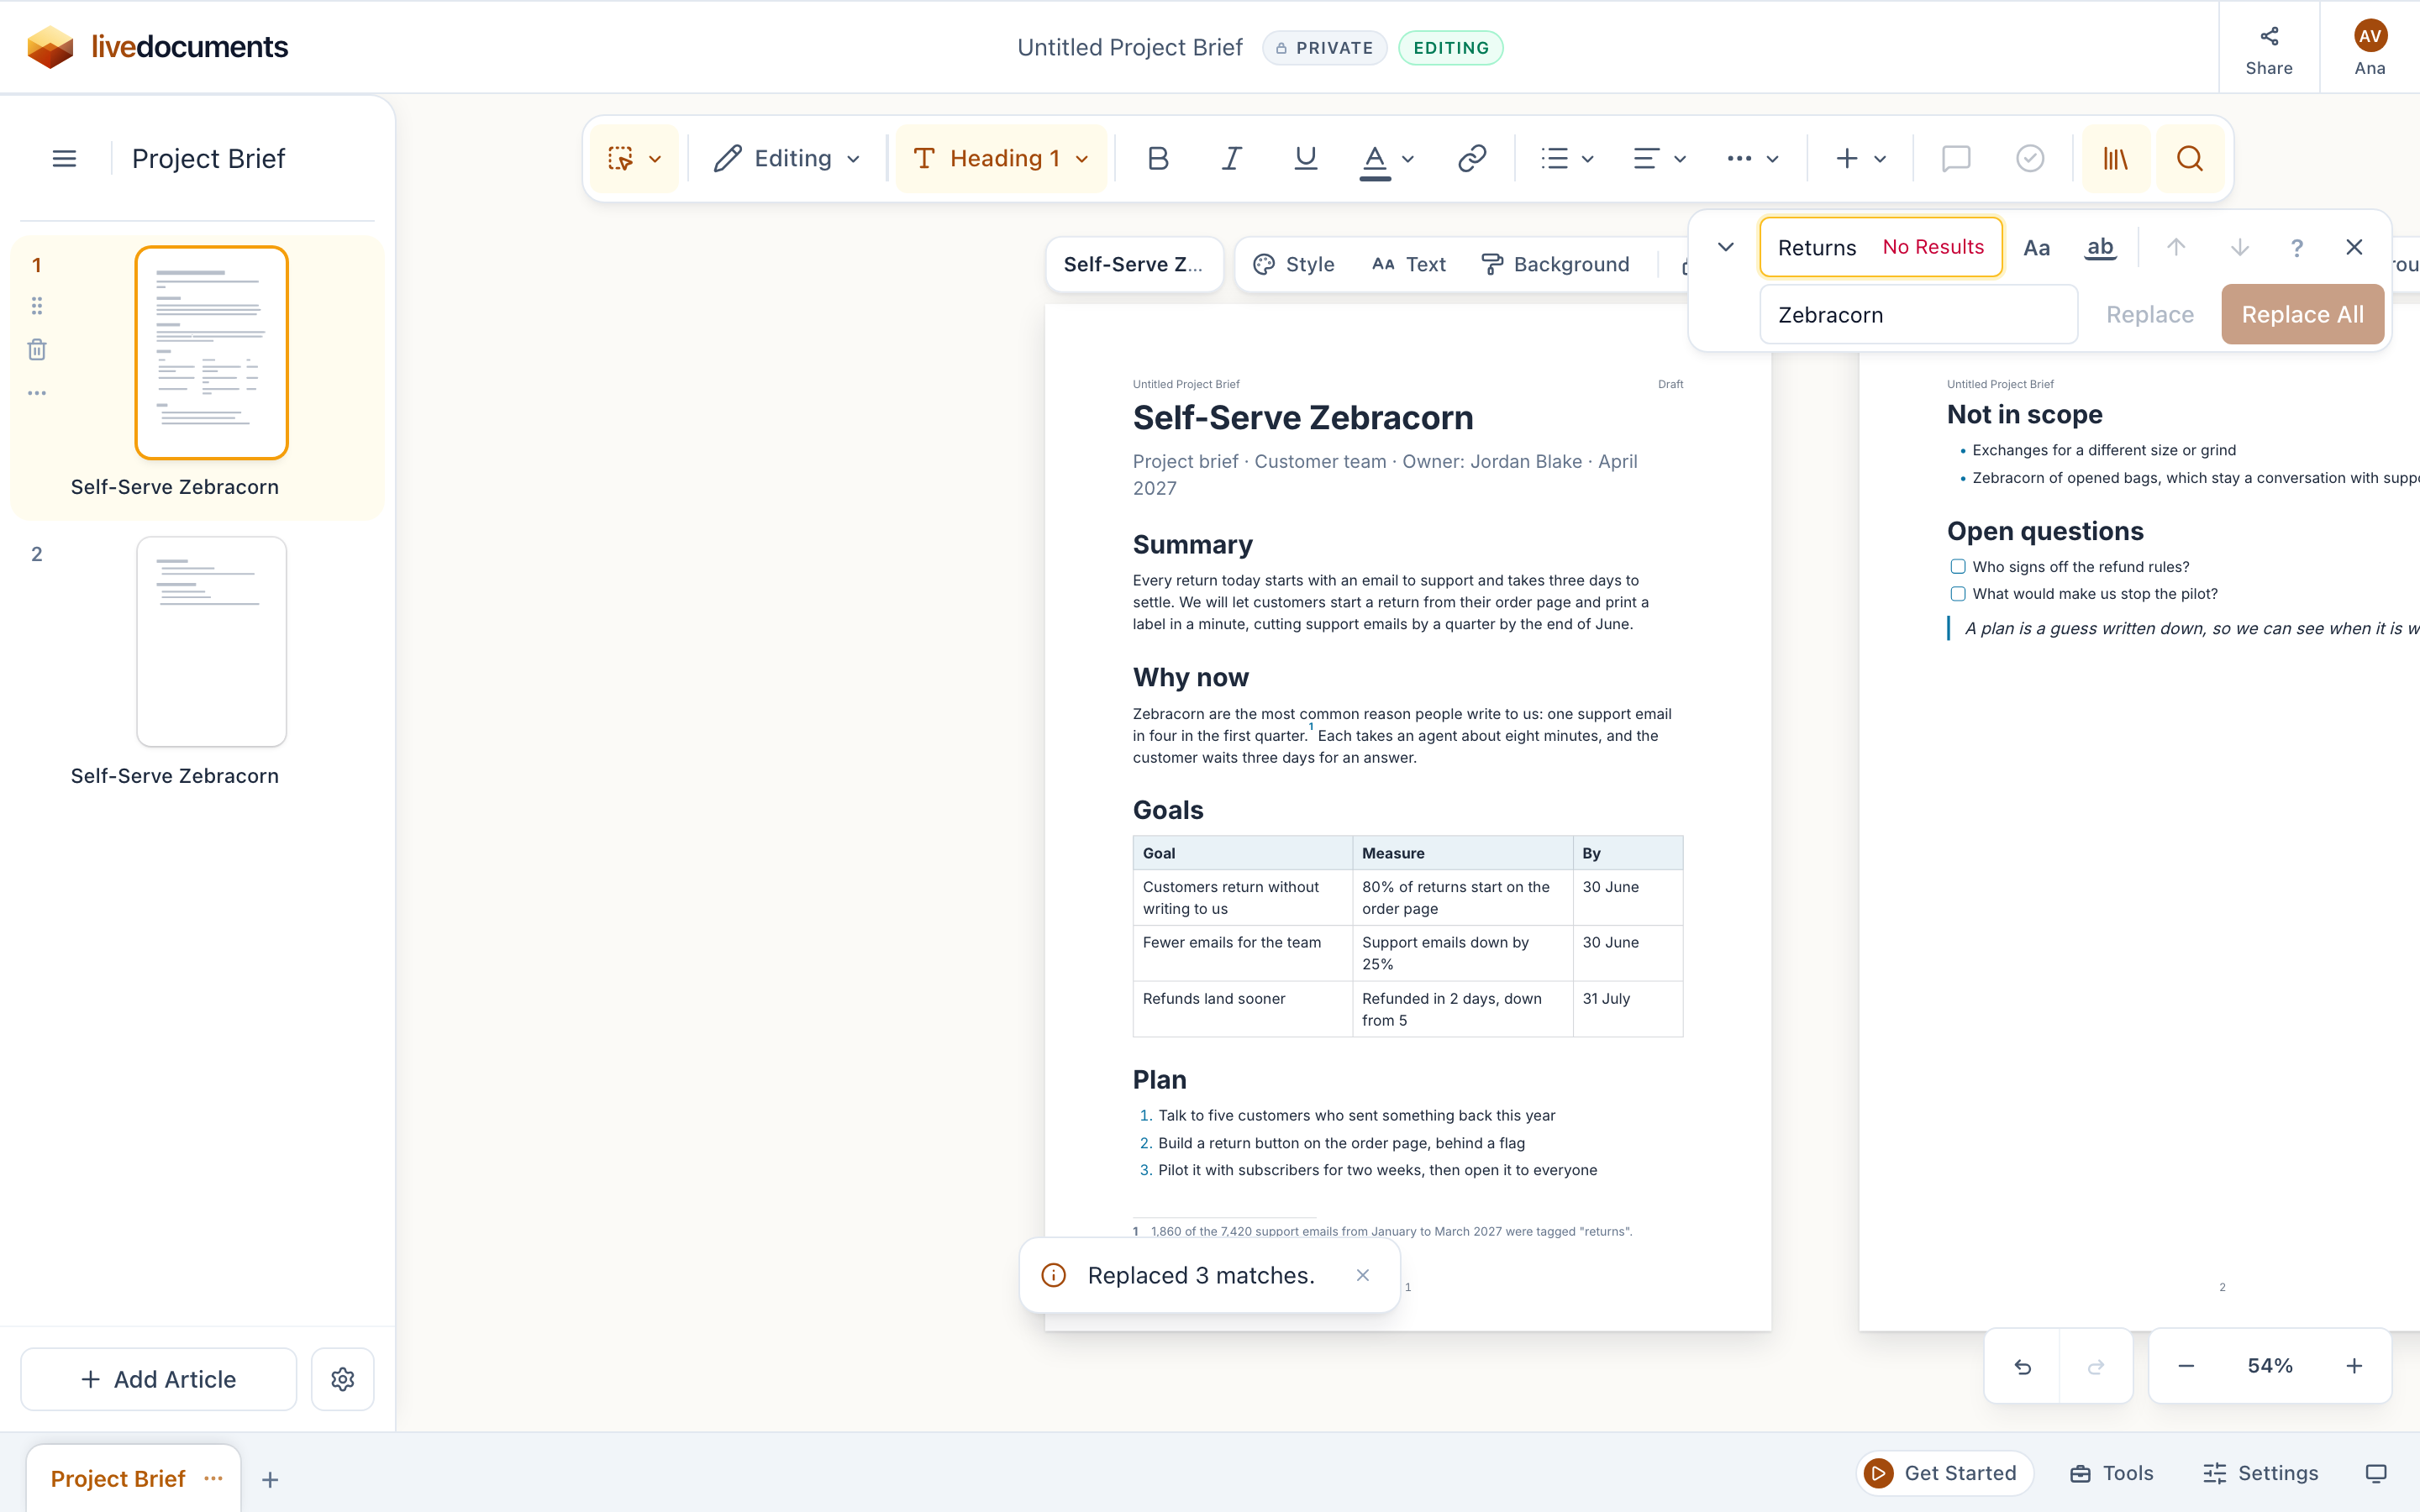 livedocuments
Untitled Project Brief
PRIVATE
EDITING
Share
AV
Ana
Project Brief
Editing
Heading 1
1
Self-Serve Zebracorn
2
Self-Serve Zebracorn
Add Article
Self-Serve Z...
Style
Text
Background
Returns
No Results
Aa
ab
?
Zebracorn
Replace
Replace All
Untitled Project Brief
Draft
Self-Serve Zebracorn
Project brief · Customer team · Owner: Jordan Blake · April
2027
Summary
Every return today starts with an email to support and takes three days to
settle. We will let customers start a return from their order page and print a
label in a minute, cutting support emails by a quarter by the end of June.
Why now
Zebracorn are the most common reason people write to us: one support email
in four in the first quarter.1 Each takes an agent about eight minutes, and the
customer waits three days for an answer.
Goals
Goal Measure By
Customers return without
writing to us
80% of returns start on the
order page
30 June
Fewer emails for the team
Support emails down by
25%
30 June
Refunds land sooner
Refunded in 2 days, down
from 5
31 July
Plan
1. Talk to five customers who sent something back this year
2. Build a return button on the order page, behind a flag
3. Pilot it with subscribers for two weeks, then open it to everyone
1 1,860 of the 7,420 support emails from January to March 2027 were tagged "returns".
1
Untitled Project Brief
Not in scope
• Exchanges for a different size or grind
• Zebracorn of opened bags, which stay a conversation with
Open questions
Who signs off the refund rules?
What would make us stop the pilot?
A plan is a guess written down, so we can see when it is
2
Replaced 3 matches.
54%
Project Brief
Get Started
Tools
Settings